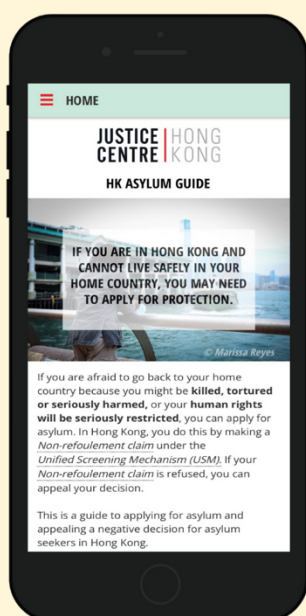 HOME
JUSTICE HONG
CENTRE KONG
HK ASYLUM GUIDE
IF YOU ARE IN HONG KONG AND
CANNOT LIVE SAFELY IN YOUR
HOME COUNTRY, YOU MAY NEED
TO APPLY FOR PROTECTION.
© Marissa Reyes
If you are afraid to go back to your home
country because you might be killed, tortured
or seriously harmed, or your human rights
will be seriously restricted, you can apply for
asylum. In Hong Kong, you do this by making a
Non-refoulement claim under the
Unified Screening Mechanism (USM). If your
Non-refoulement claim is refused, you can
appeal your decision.
This is a guide to applying for asylum and
appealing a negative decision for asylum
seekers in Hong Kong.